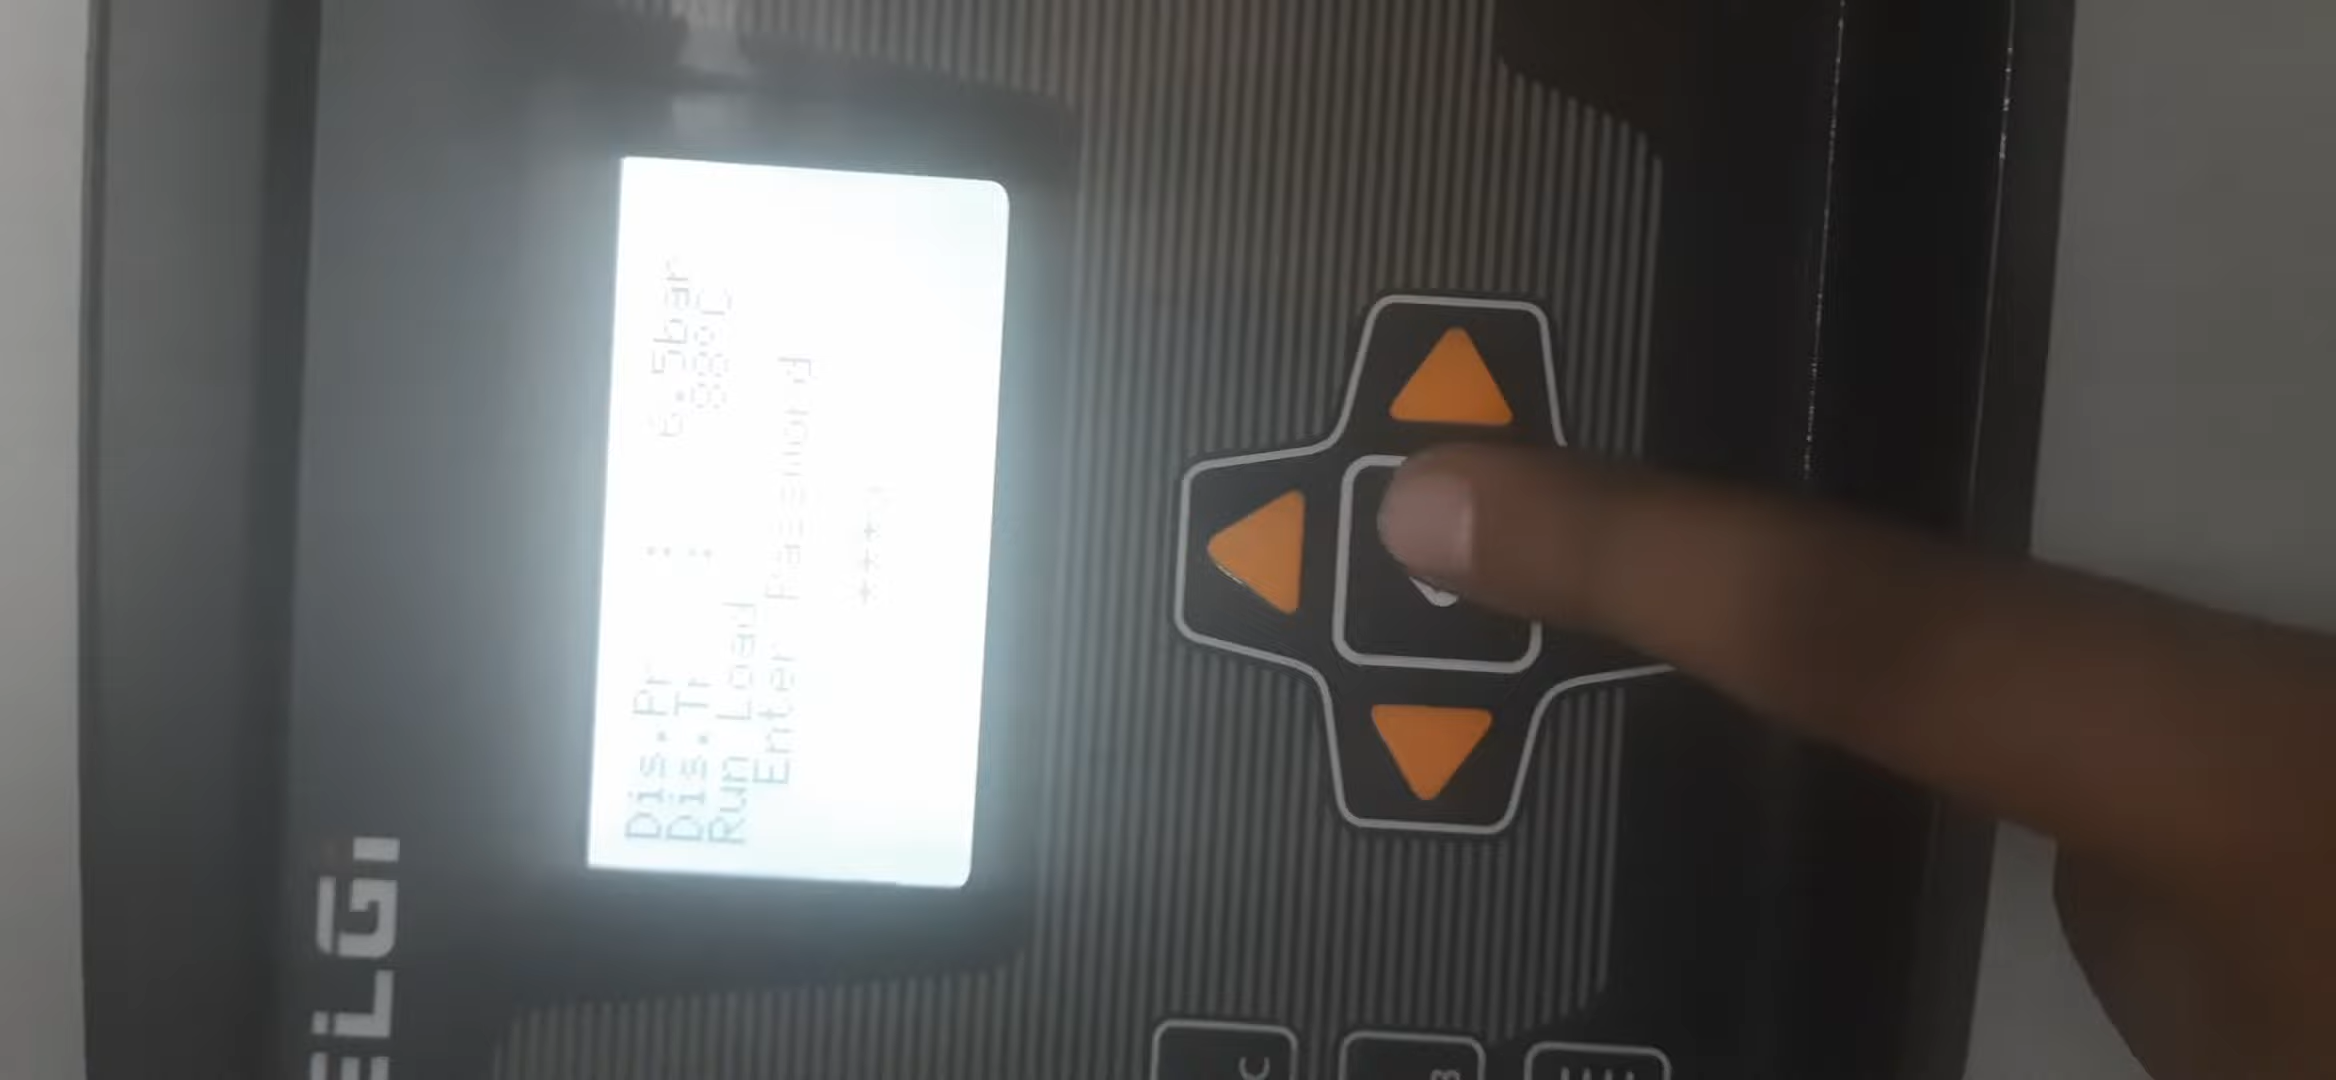 ELGi
Dis.Pr : 6.5bar
Dis.Tr : 88°C
Run Load
Enter Password
C
B